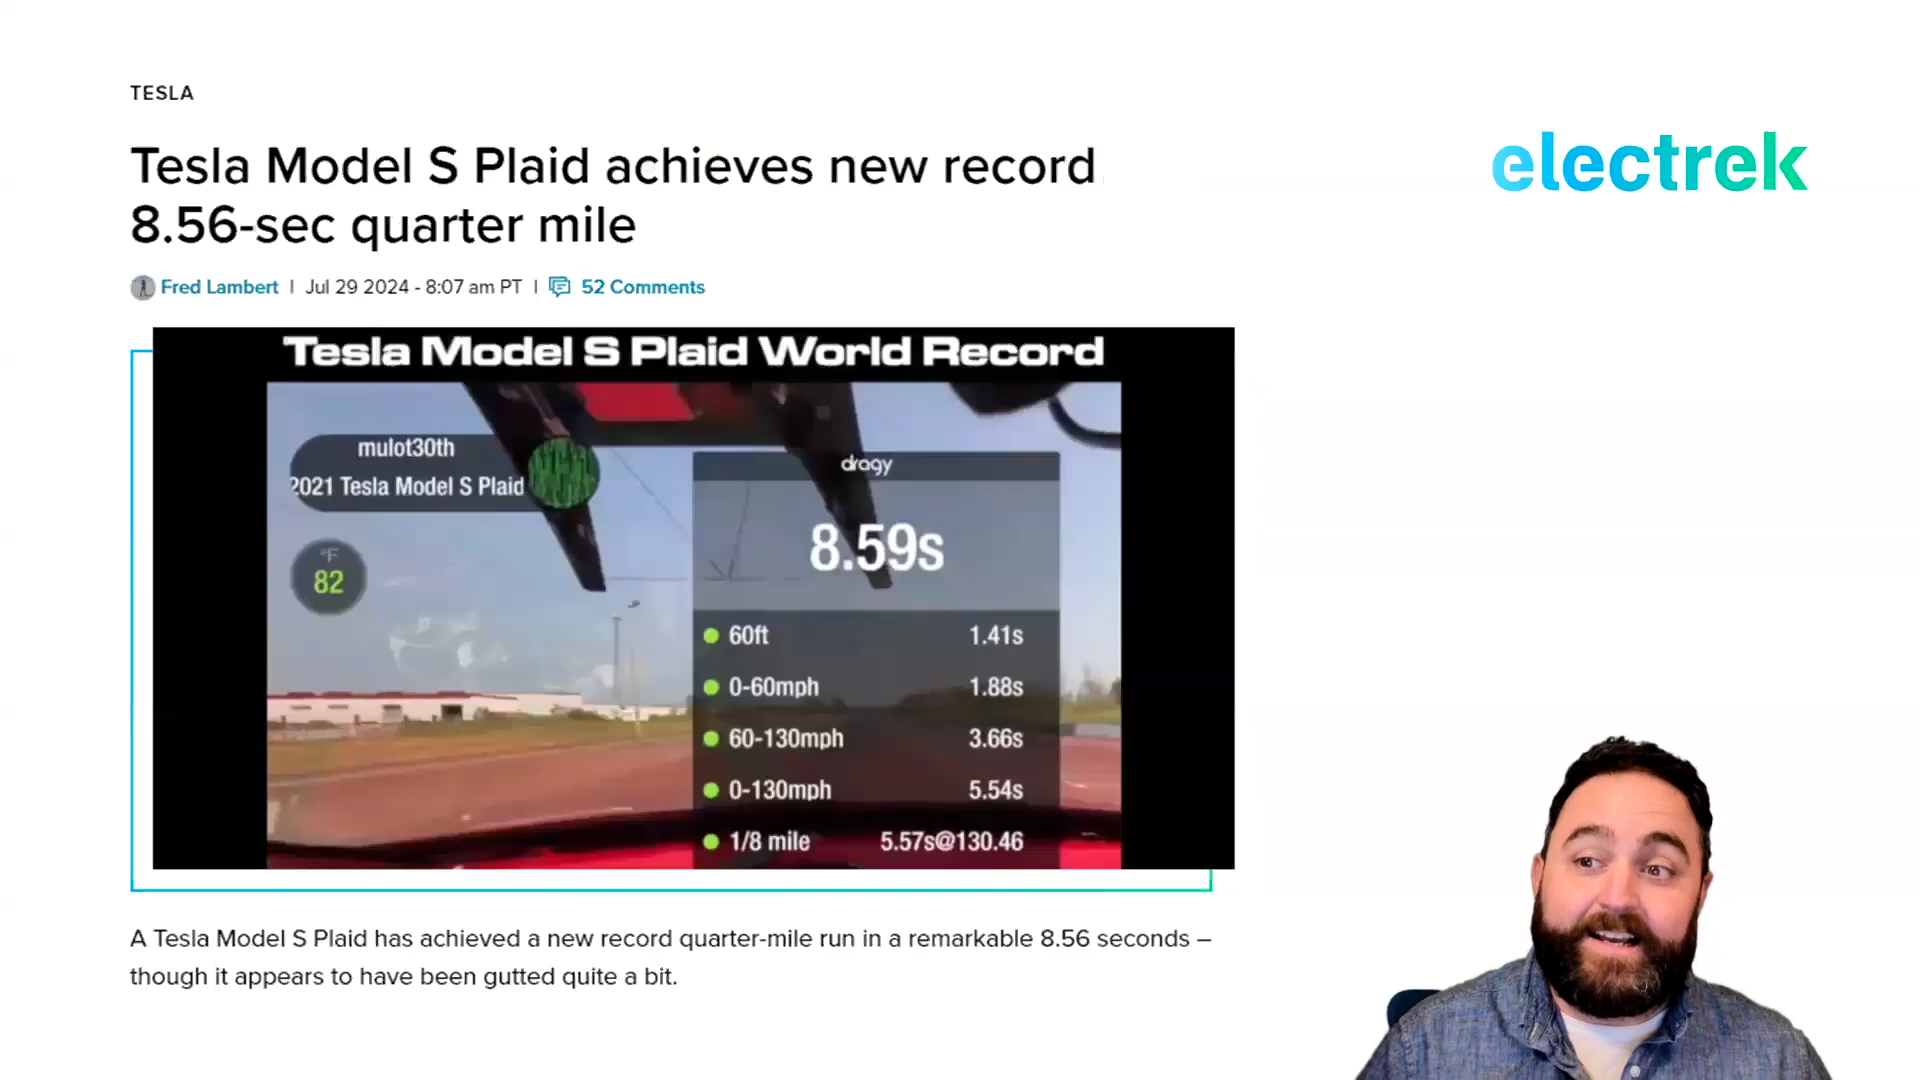 TESLA
electrek
Tesla Model S Plaid achieves new record
8.56-sec quarter mile
Fred Lambert | Jul 29 2024 - 8:07 am PT | 52 Comments
Tesla Model S Plaid World Record
mulot30th
2021 Tesla Model S Plaid
°F
82
dragy
8.59s
60ft 1.41s
0-60mph 1.88s
60-130mph 3.66s
0-130mph 5.54s
1/8 mile 5.57s@130.46
A Tesla Model S Plaid has achieved a new record quarter-mile run in a remarkable 8.56 seconds –
though it appears to have been gutted quite a bit.